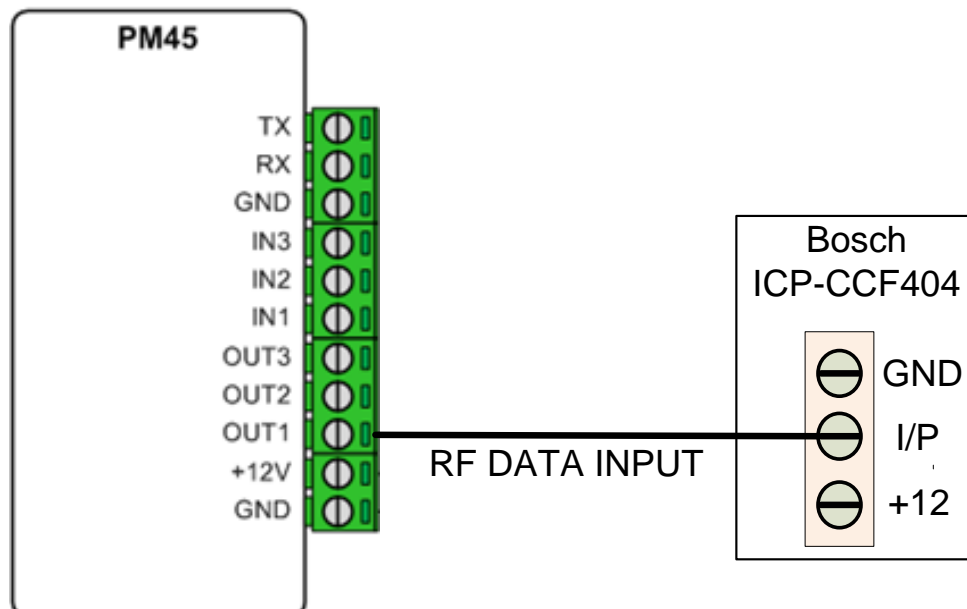 PM45
TX
RX
GND
IN3
IN2
IN1
OUT3
OUT2
OUT1
+12V
GND
RF DATA INPUT
Bosch
ICP-CCF404
GND
I/P
+12